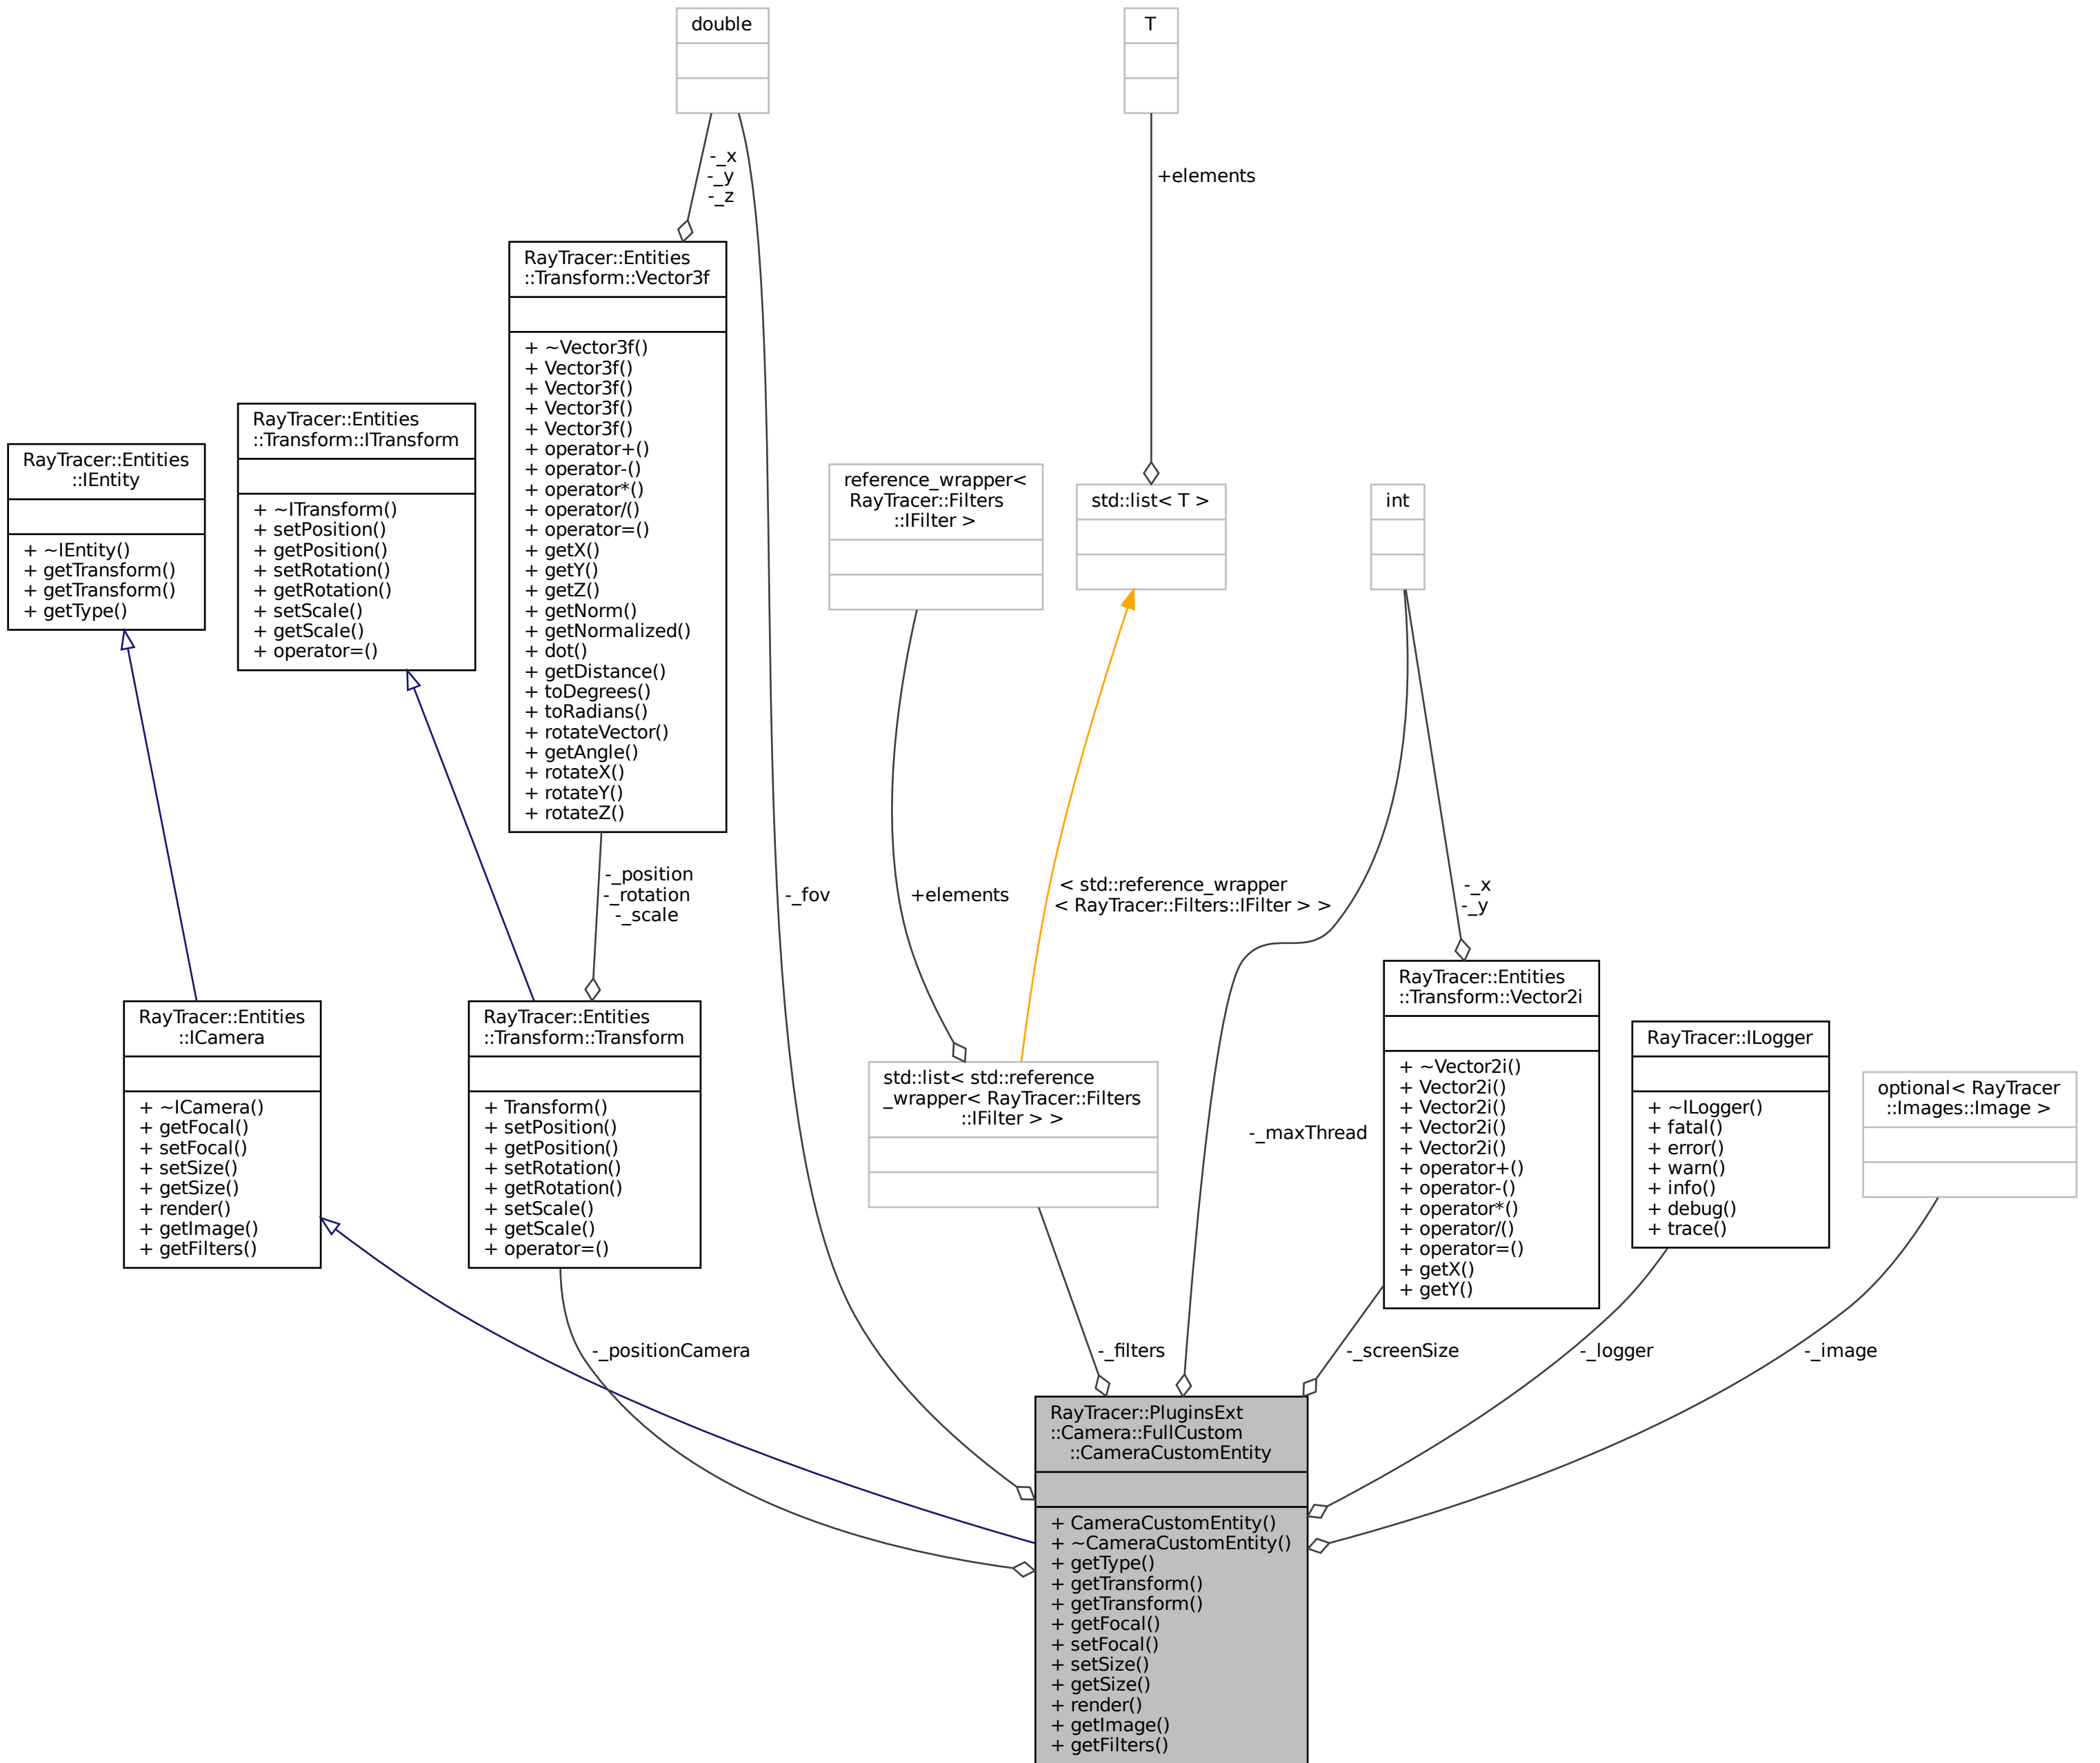 double
T
-_x
-_y
-_z
+elements
RayTracer::Entities
::Transform::Vector3f
+ ~Vector3f()
+ Vector3f()
+ Vector3f()
+ Vector3f()
+ Vector3f()
+ operator+()
+ operator-()
+ operator*()
+ operator/()
+ operator=()
+ getX()
+ getY()
+ getZ()
+ getNorm()
+ getNormalized()
+ dot()
+ getDistance()
+ toDegrees()
+ toRadians()
+ rotateVector()
+ getAngle()
+ rotateX()
+ rotateY()
+ rotateZ()
RayTracer::Entities
::Transform::ITransform
+ ~ITransform()
+ setPosition()
+ getPosition()
+ setRotation()
+ getRotation()
+ setScale()
+ getScale()
+ operator=()
RayTracer::Entities
::IEntity
+ ~IEntity()
+ getTransform()
+ getTransform()
+ getType()
reference_wrapper<
RayTracer::Filters
::IFilter >
std::list< T >
int
-_position
-_rotation
-_scale
-_fov
+elements
< std::reference_wrapper
< RayTracer::Filters::IFilter > >
-_x
-_y
RayTracer::Entities
::ICamera
+ ~ICamera()
+ getFocal()
+ setFocal()
+ setSize()
+ getSize()
+ render()
+ getImage()
+ getFilters()
RayTracer::Entities
::Transform::Transform
+ Transform()
+ setPosition()
+ getPosition()
+ setRotation()
+ getRotation()
+ setScale()
+ getScale()
+ operator=()
std::list< std::reference
_wrapper< RayTracer::Filters
::IFilter > >
-_maxThread
RayTracer::Entities
::Transform::Vector2i
+ ~Vector2i()
+ Vector2i()
+ Vector2i()
+ Vector2i()
+ Vector2i()
+ operator+()
+ operator-()
+ operator*()
+ operator/()
+ operator=()
+ getX()
+ getY()
RayTracer::ILogger
+ ~ILogger()
+ fatal()
+ error()
+ warn()
+ info()
+ debug()
+ trace()
optional< RayTracer
::Images::Image >
-_positionCamera
-_filters
-_screenSize
-_logger
-_image
RayTracer::PluginsExt
::Camera::FullCustom
::CameraCustomEntity
+ CameraCustomEntity()
+ ~CameraCustomEntity()
+ getType()
+ getTransform()
+ getTransform()
+ getFocal()
+ setFocal()
+ setSize()
+ getSize()
+ render()
+ getImage()
+ getFilters()